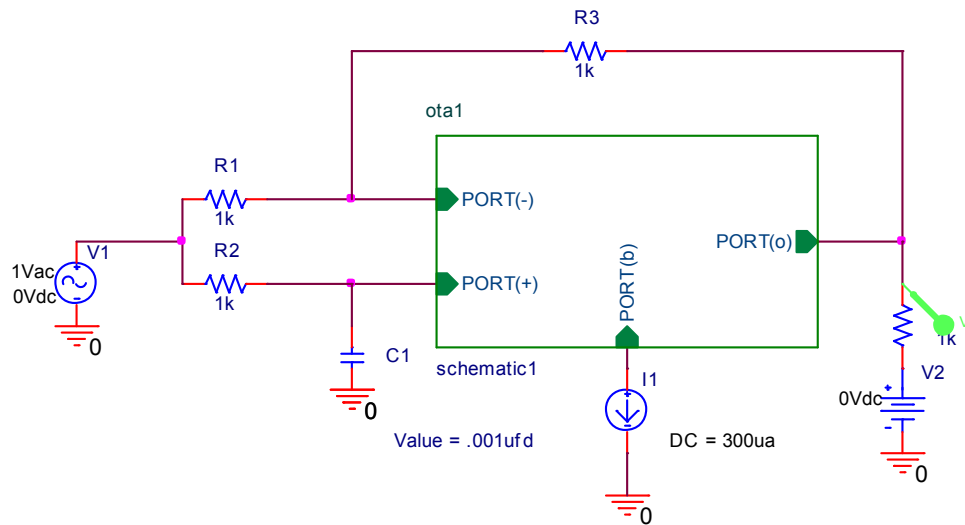 R3
1k
ota1
R1
1k
PORT(-)
V1
1Vac
0Vdc
0
R2
1k
PORT(+)
PORT(b)
PORT(o)
C1
0
Value = .001ufd
schematic1
I1
DC = 300ua
0
1k
V2
0Vdc
0
V